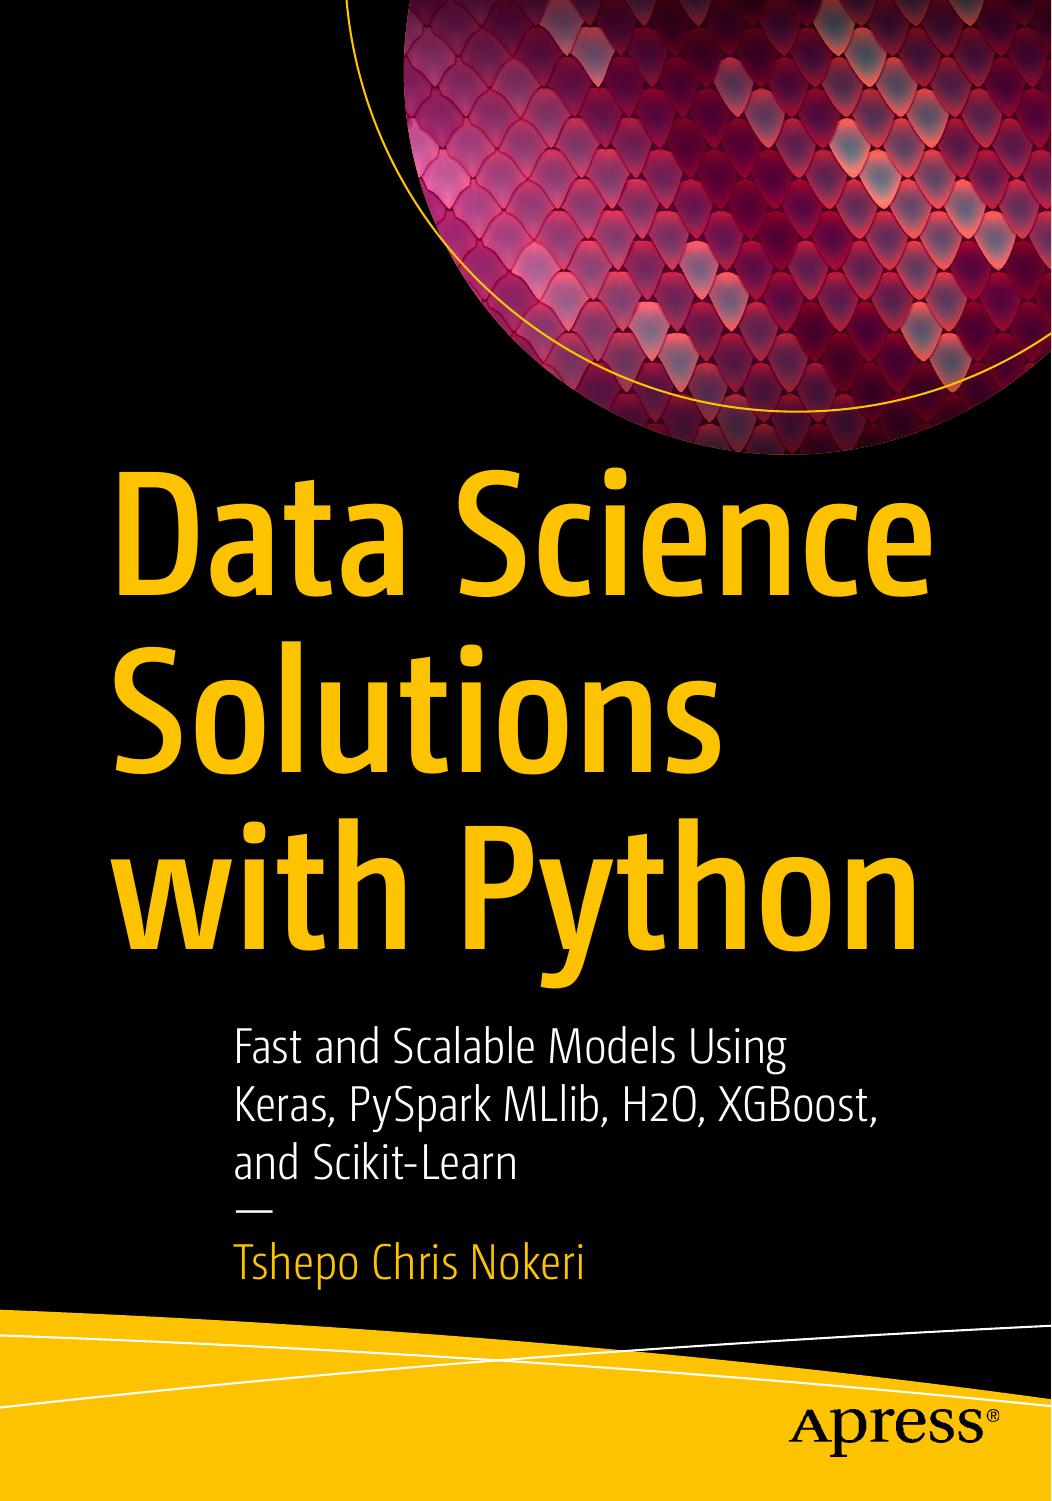 Data Science
Solutions
with Python
Fast and Scalable Models Using
Keras, PySpark MLlib, H2O, XGBoost,
and Scikit-Learn
—
Tshepo Chris Nokeri
Apress®